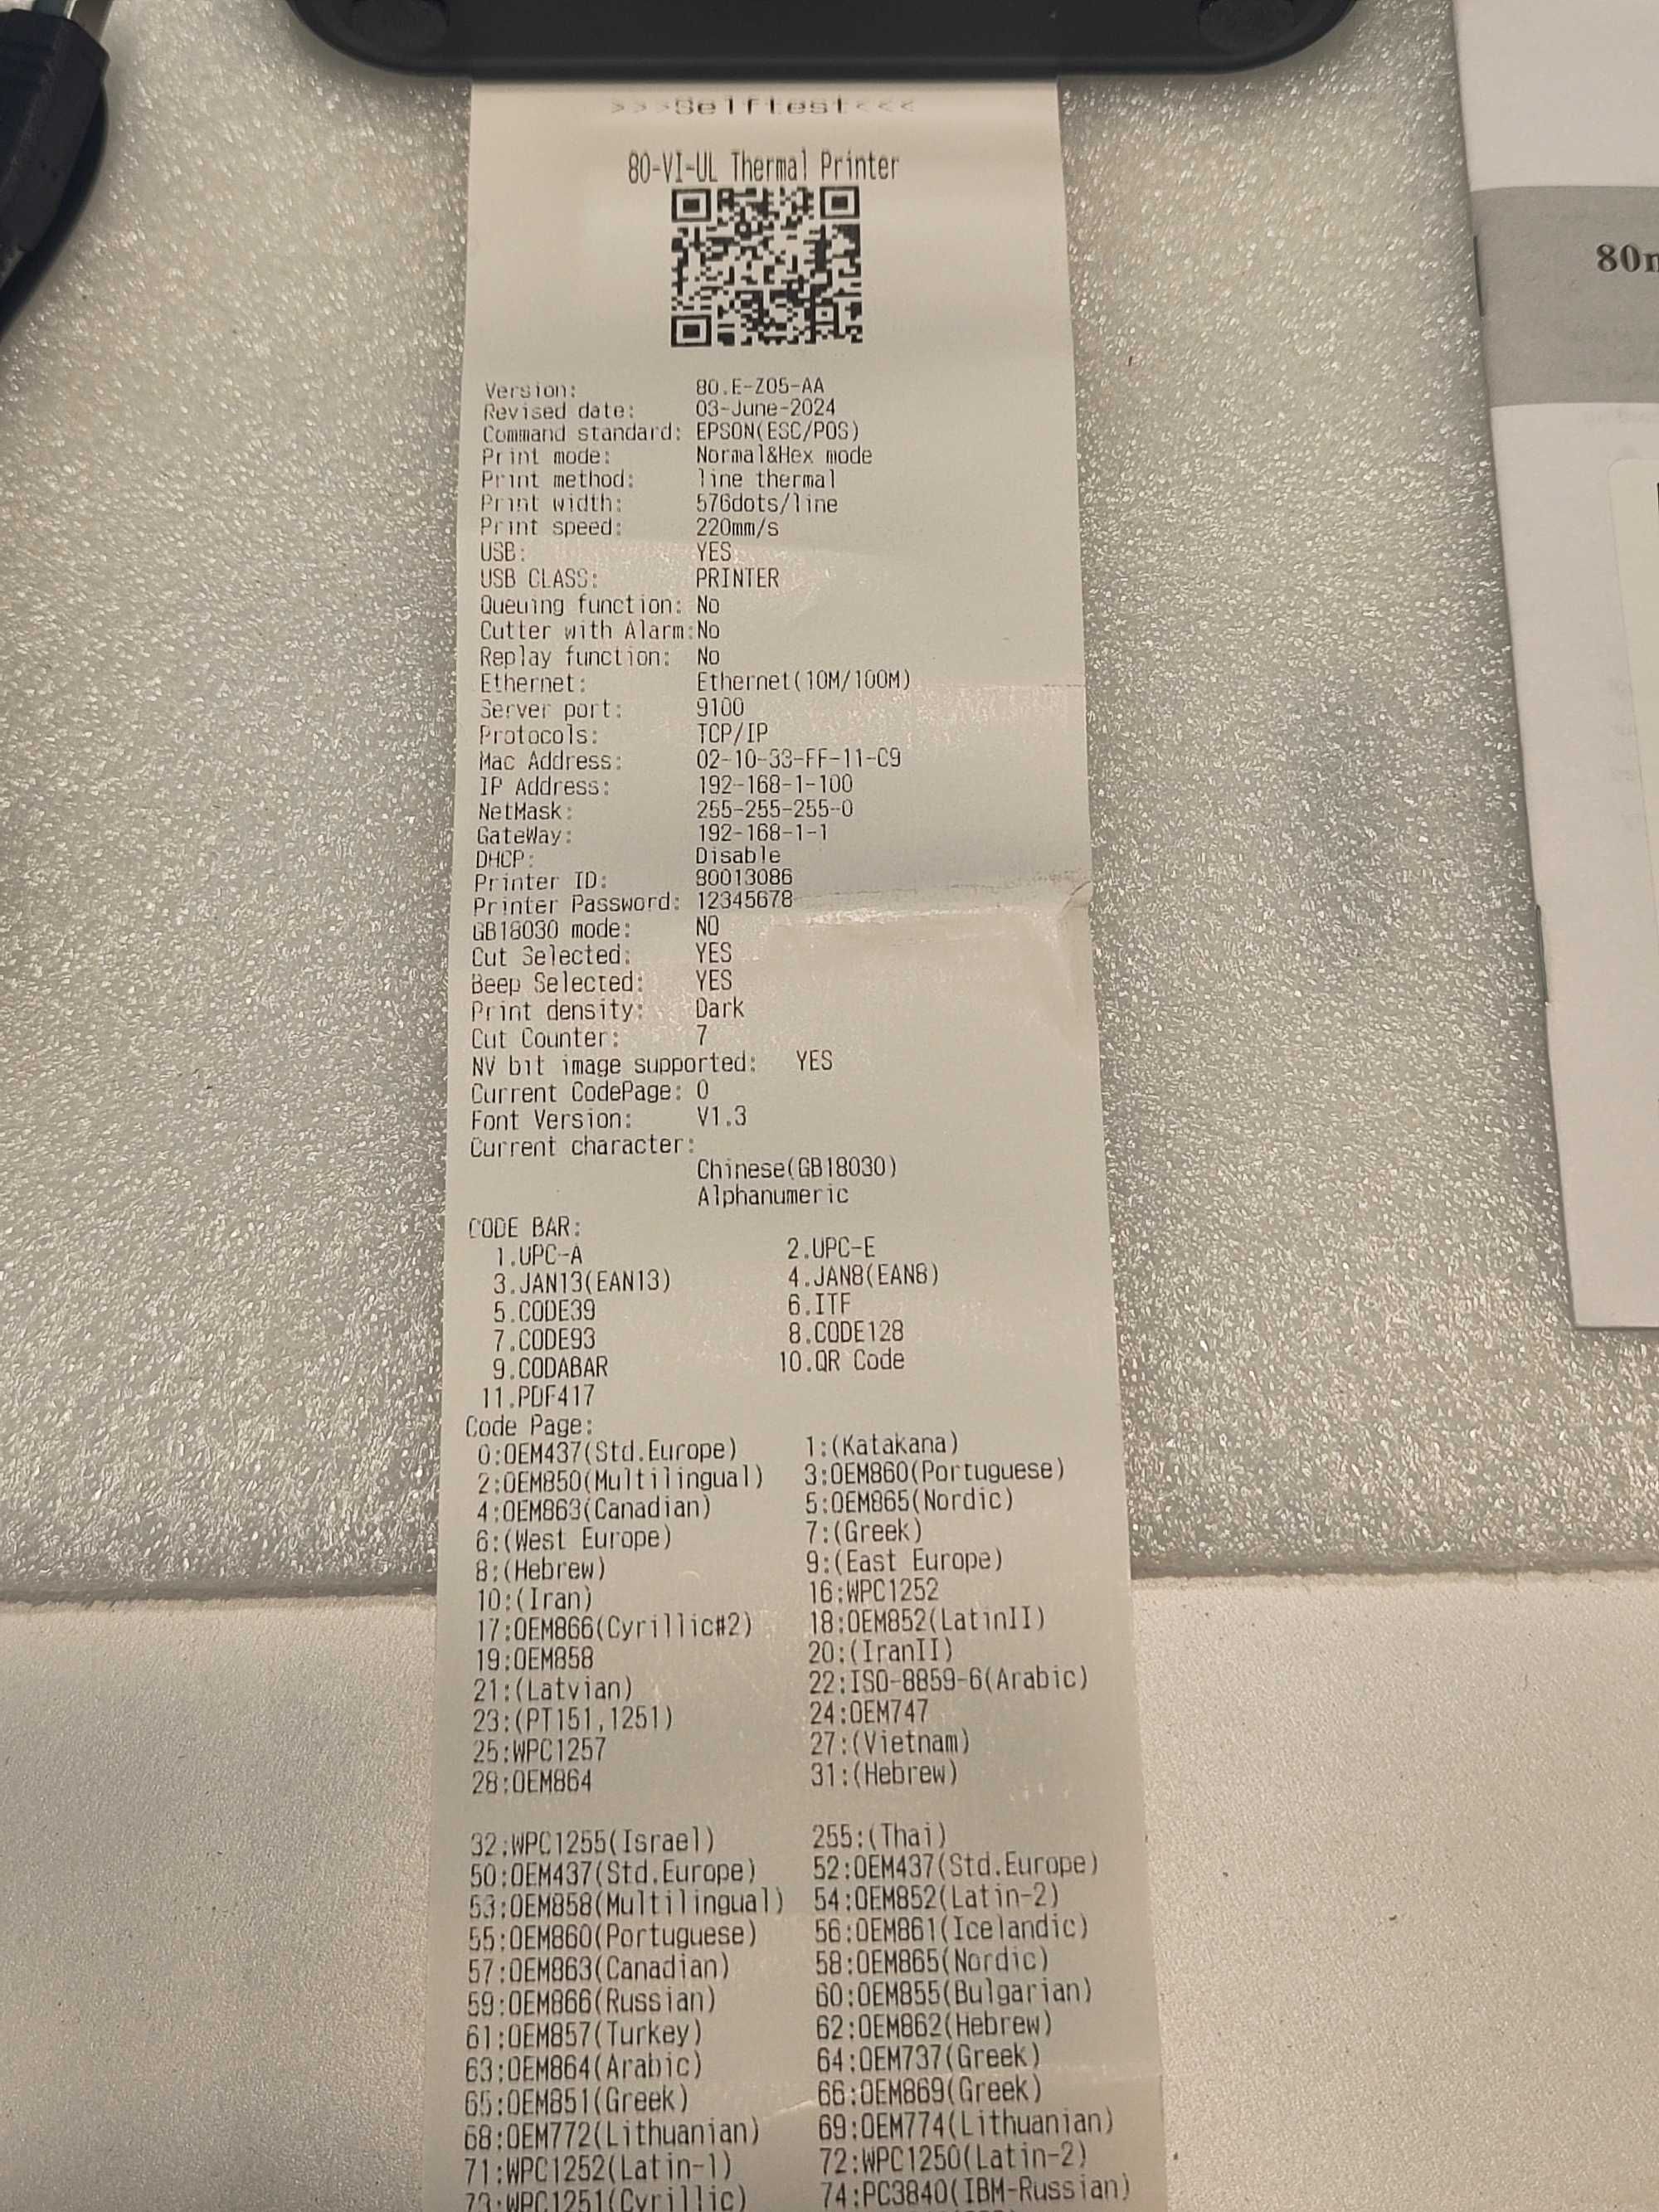 >>>Selftest<<<
80-VI-UL Thermal Printer
Version: 80.E-Z05-AA
Revised date: 03-June-2024
Command standard: EPSON(ESC/POS)
Print mode: Normal&Hex mode
Print method: line thermal
Print width: 576dots/line
Print speed: 220mm/s
USB: YES
USB CLASS: PRINTER
Queuing function: No
Cutter with Alarm:No
Replay function: No
Ethernet: Ethernet(10M/100M)
Server port: 9100
Protocols: TCP/IP
Mac Address: 02-10-33-FF-11-C9
IP Address: 192-168-1-100
NetMask: 255-255-255-0
GateWay: 192-168-1-1
DHCP: Disable
Printer ID: 80013086
Printer Password: 12345678
GB18030 mode: NO
Cut Selected: YES
Beep Selected: YES
Print density: Dark
Cut Counter: 7
NV bit image supported: YES
Current CodePage: 0
Font Version: V1.3
Current character:
Chinese(GB18030)
Alphanumeric
CODE BAR:
1.UPC-A 2.UPC-E
3.JAN13(EAN13) 4.JAN8(EAN8)
5.CODE39 6.ITF
7.CODE93 8.CODE128
9.CODABAR 10.QR Code
11.PDF417
Code Page:
0:OEM437(Std.Europe) 1:(Katakana)
2:OEM850(Multilingual) 3:OEM860(Portuguese)
4:OEM863(Canadian) 5:OEM865(Nordic)
6:(West Europe) 7:(Greek)
8:(Hebrew) 9:(East Europe)
10:(Iran) 16:WPC1252
17:OEM866(Cyrillic#2) 18:OEM852(LatinII)
19:OEM858 20:(IranII)
21:(Latvian) 22:ISO-8859-6(Arabic)
23:(PT151,1251) 24:OEM747
25:WPC1257 27:(Vietnam)
28:OEM864 31:(Hebrew)
32:WPC1255(Israel) 255:(Thai)
50:OEM437(Std.Europe) 52:OEM437(Std.Europe)
53:OEM858(Multilingual) 54:OEM852(Latin-2)
55:OEM860(Portuguese) 56:OEM861(Icelandic)
57:OEM863(Canadian) 58:OEM865(Nordic)
59:OEM866(Russian) 60:OEM855(Bulgarian)
61:OEM857(Turkey) 62:OEM862(Hebrew)
63:OEM864(Arabic) 64:OEM737(Greek)
65:OEM851(Greek) 66:OEM869(Greek)
68:OEM772(Lithuanian) 69:OEM774(Lithuanian)
71:WPC1252(Latin-1) 72:WPC1250(Latin-2)
73:WPC1251(Cyrillic) 74:PC3840(IBM-Russian)